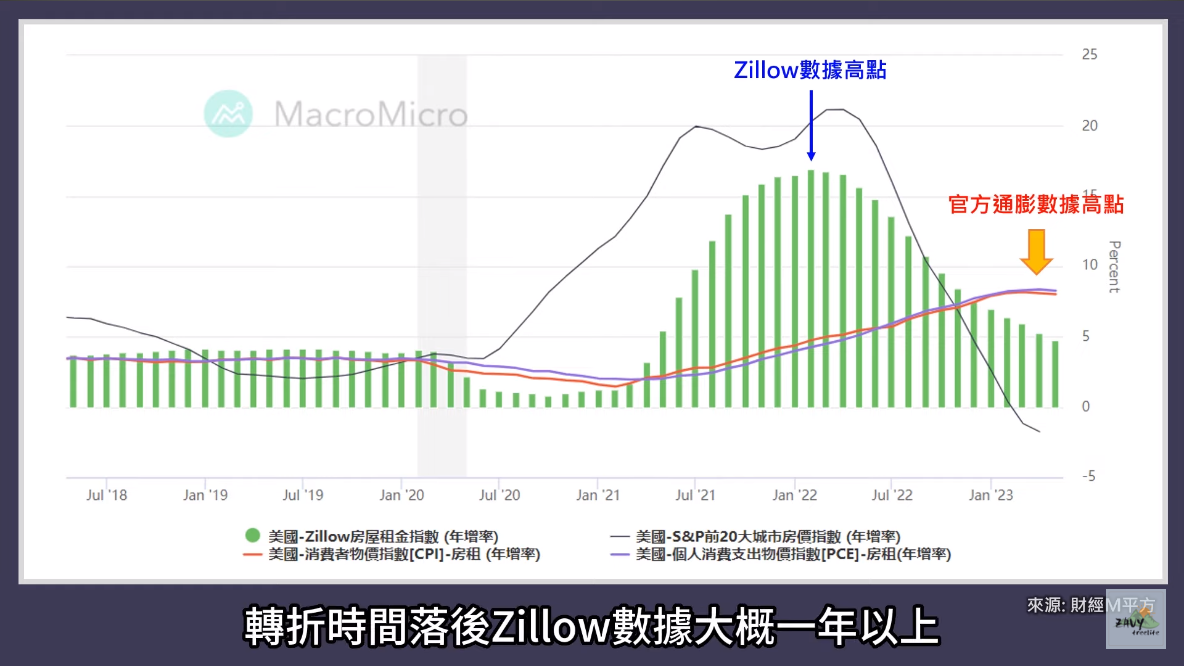 25
Zillow數據高點
MacroMicro
20
15
官方通膨數據高點
10
Percent
5
0
-5
Jul '18
Jan '19
Jul '19
Jan '20
Jul '20
Jan '21
Jul '21
Jan '22
Jul '22
Jan '23
美國-Zillow房屋租金指數 (年增率)
美國-S&P前20大城市房價指數 (年增率)
美國-消費者物價指數[CPI]-房租 (年增率)
美國-個人消費支出物價指數[PCE]-房租(年增率)
來源: 財經M平方
轉折時間落後Zillow數據大概一年以上
ZAVY
freelife